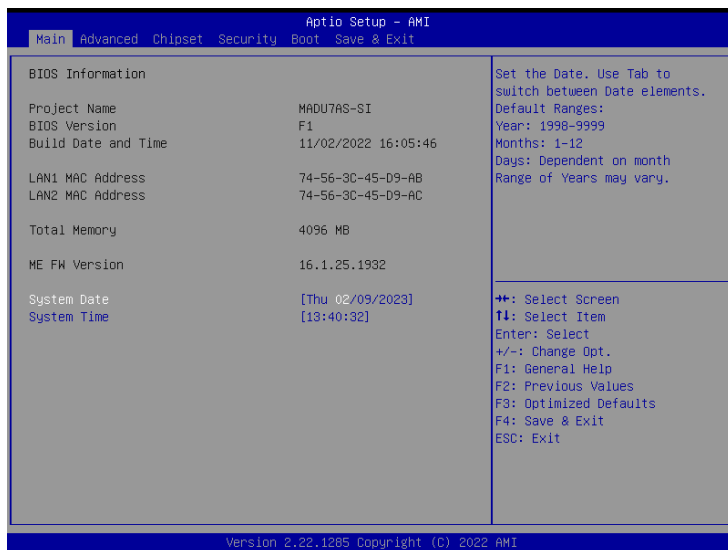 Aptio Setup – AMI
Main Advanced Chipset Security Boot Save & Exit
BIOS Information
Project Name MADU7AS-SI
BIOS Version F1
Build Date and Time 11/02/2022 16:05:46
LAN1 MAC Address 74-56-3C-45-D9-AB
LAN2 MAC Address 74-56-3C-45-D9-AC
Total Memory 4096 MB
ME FW Version 16.1.25.1932
System Date [Thu 02/09/2023]
System Time [13:40:32]
Set the Date. Use Tab to
switch between Date elements.
Default Ranges:
Year: 1998-9999
Months: 1-12
Days: Dependent on month
Range of Years may vary.
→←: Select Screen
↑↓: Select Item
Enter: Select
+/-: Change Opt.
F1: General Help
F2: Previous Values
F3: Optimized Defaults
F4: Save & Exit
ESC: Exit
Version 2.22.1285 Copyright (C) 2022 AMI